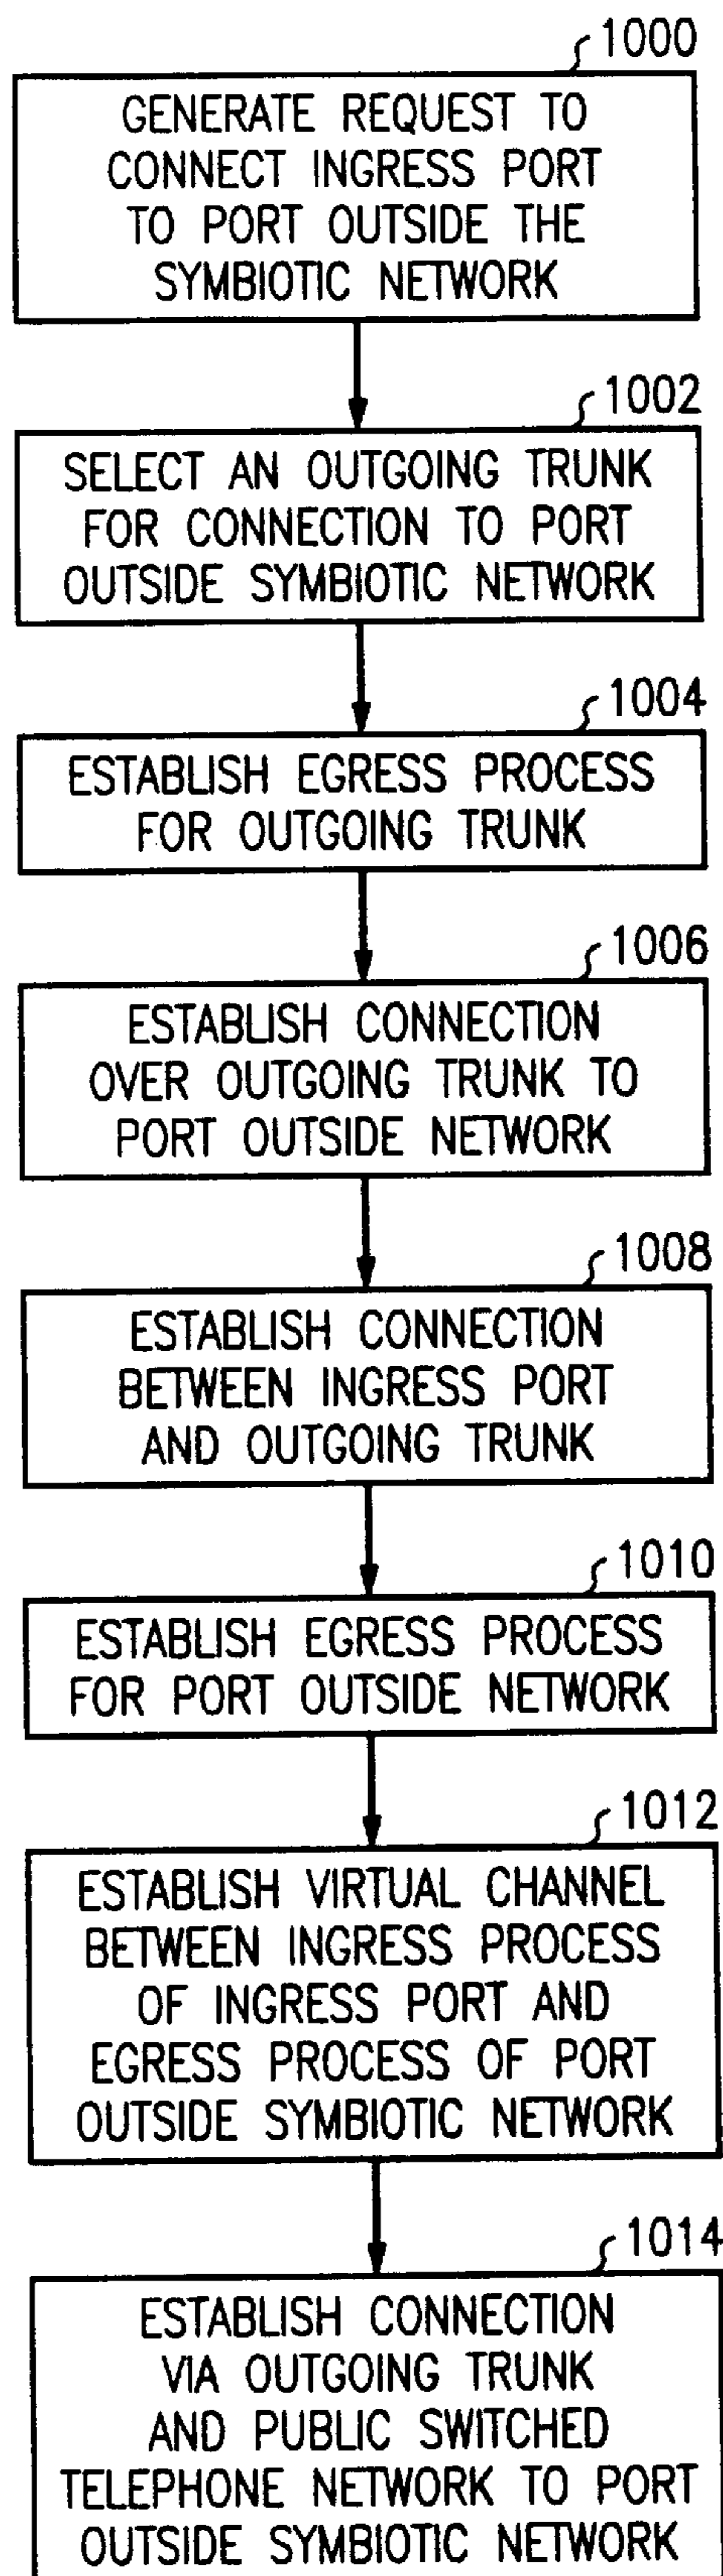 1000
GENERATE REQUEST TO
CONNECT INGRESS PORT
TO PORT OUTSIDE THE
SYMBIOTIC NETWORK
1002
SELECT AN OUTGOING TRUNK
FOR CONNECTION TO PORT
OUTSIDE SYMBIOTIC NETWORK
1004
ESTABLISH EGRESS PROCESS
FOR OUTGOING TRUNK
1006
ESTABLISH CONNECTION
OVER OUTGOING TRUNK TO
PORT OUTSIDE NETWORK
1008
ESTABLISH CONNECTION
BETWEEN INGRESS PORT
AND OUTGOING TRUNK
1010
ESTABLISH EGRESS PROCESS
FOR PORT OUTSIDE NETWORK
1012
ESTABLISH VIRTUAL CHANNEL
BETWEEN INGRESS PROCESS
OF INGRESS PORT AND
EGRESS PROCESS OF PORT
OUTSIDE SYMBIOTIC NETWORK
1014
ESTABLISH CONNECTION
VIA OUTGOING TRUNK
AND PUBLIC SWITCHED
TELEPHONE NETWORK TO PORT
OUTSIDE SYMBIOTIC NETWORK